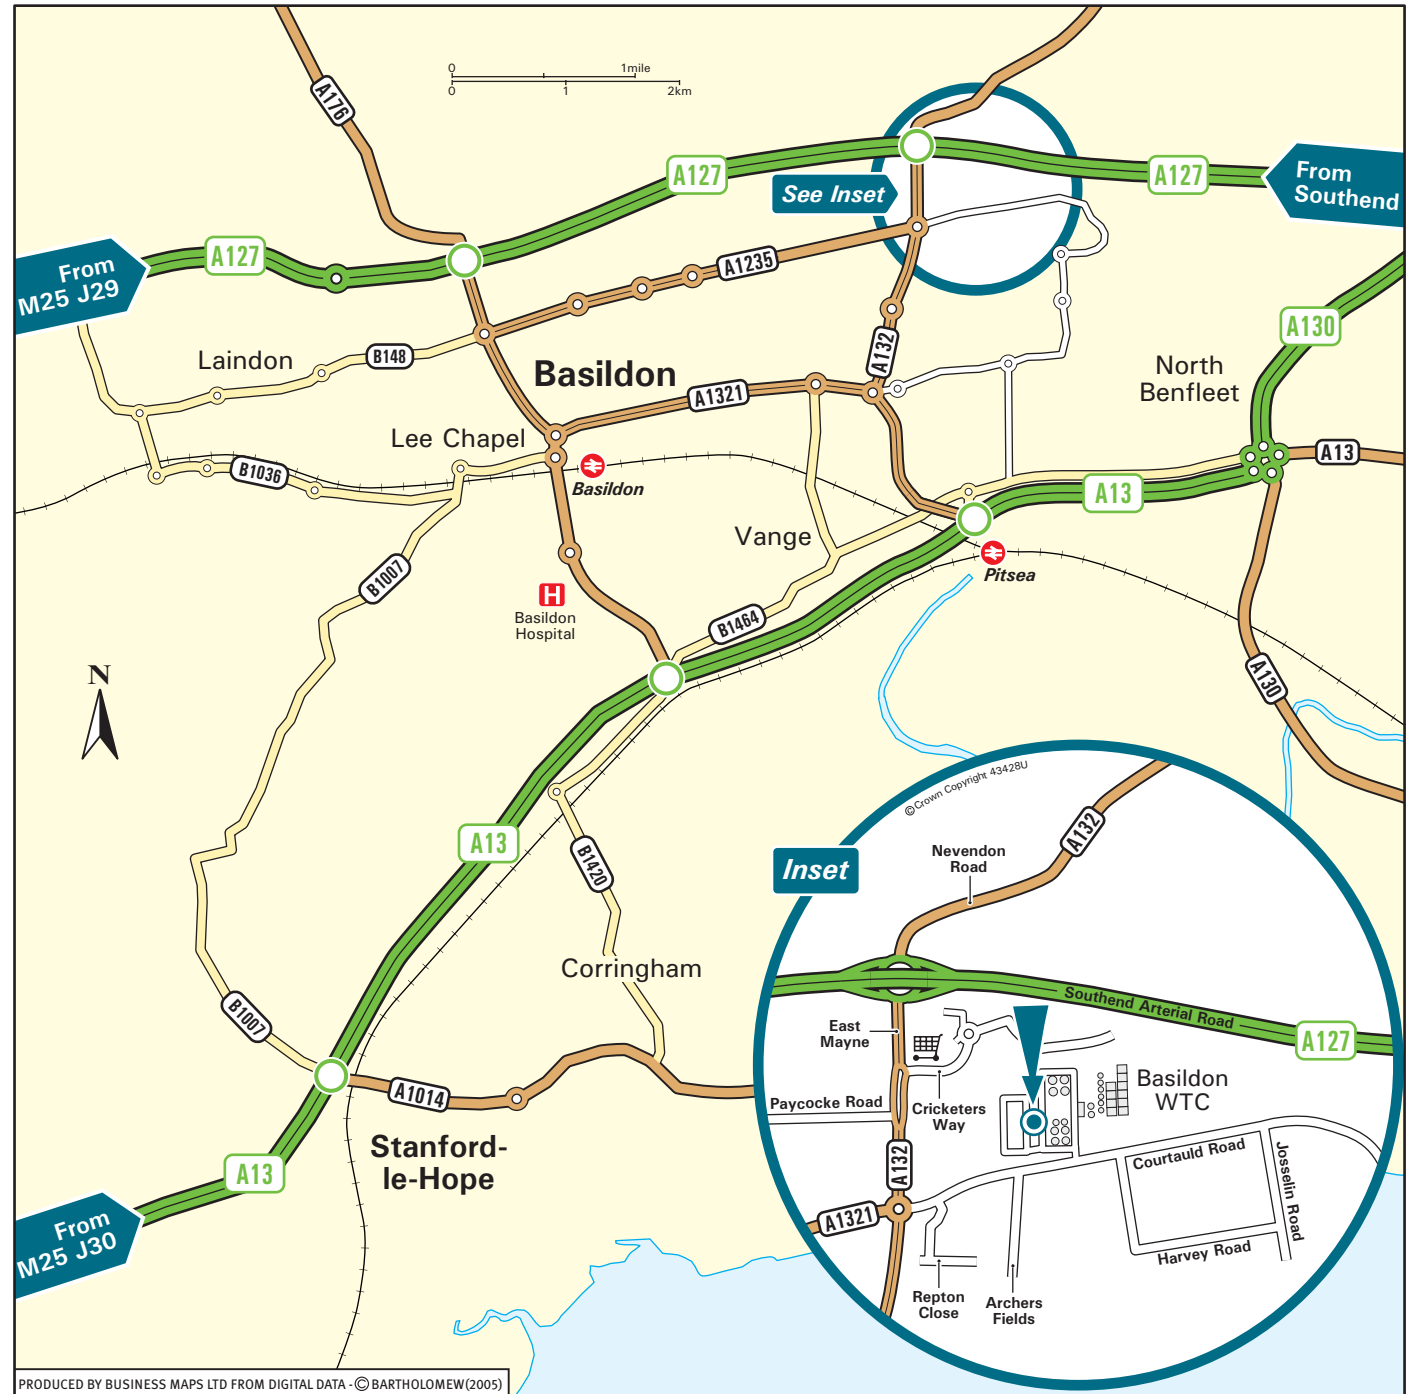 0
1mile
0
1
2km
A176
A127
A127
From
Southend
See Inset
A127
From
M25 J29
A1235
A130
Laindon
B148
Basildon
A132
North
Benfleet
A1321
Lee Chapel
A13
B1036
Basildon
A13
Vange
Pitsea
B1007
H
Basildon
Hospital
B1464
N
A130
© Crown Copyright 43428U
A132
Inset
Nevendon
Road
A13
B1420
Corringham
Southend Arterial Road
A127
East
Mayne
B1007
Basildon
WTC
A1014
Paycocke Road
Cricketers
Way
Stanford-
le-Hope
A132
Courtauld Road
Josselin Road
A13
A1321
Harvey Road
From
M25 J30
Repton
Close
Archers
Fields
PRODUCED BY BUSINESS MAPS LTD FROM DIGITAL DATA - © BARTHOLOMEW(2005)